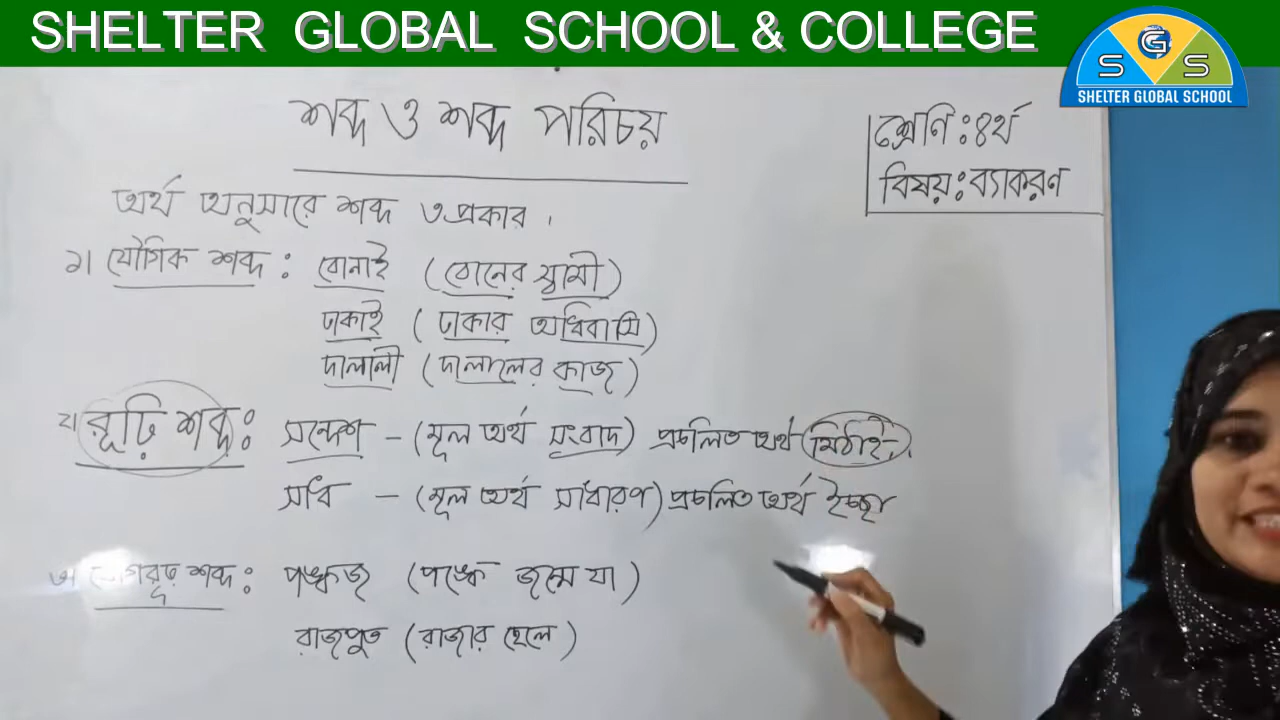 SHELTER GLOBAL SCHOOL & COLLEGE
SGS
SHELTER GLOBAL SCHOOL
শব্দ ও শব্দ পরিচয়
শ্রেণি : ৪র্থ
বিষয় : ব্যাকরণ
অর্থ অনুসারে শব্দ ৩ প্রকার ।
১। যৌগিক শব্দ : বোনাই (বোনের স্বামী)
ঢাকাই (ঢাকার অধিবাসি)
দালালী (দালালের কাজ)
২। রূঢ়ি শব্দ : সন্দেশ - (মূল অর্থ সংবাদ) প্রচলিত অর্থ মিঠাই.
সাধ - (মূল অর্থ সাধারণ) প্রচলিত অর্থ ইচ্ছা
৩। যোগরূঢ় শব্দ : পঙ্কজ (পঙ্কে জন্মে যা)
রাজপুত (রাজার ছেলে)